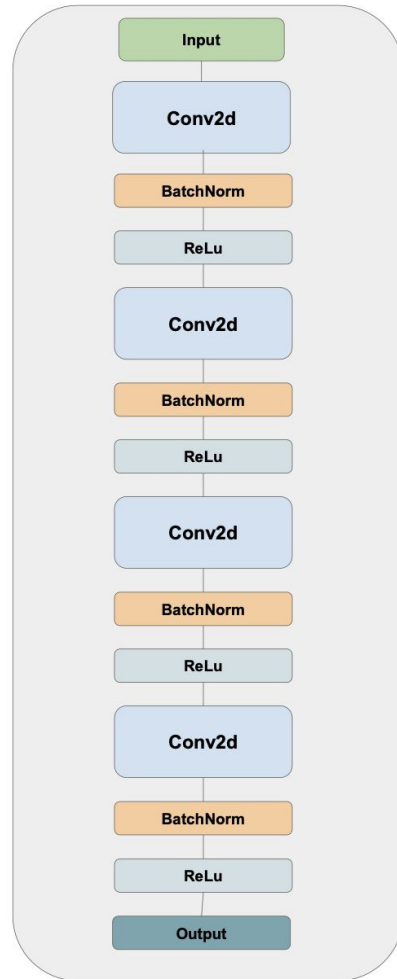 Input
Conv2d
BatchNorm
ReLu
Conv2d
BatchNorm
ReLu
Conv2d
BatchNorm
ReLu
Conv2d
BatchNorm
ReLu
Output